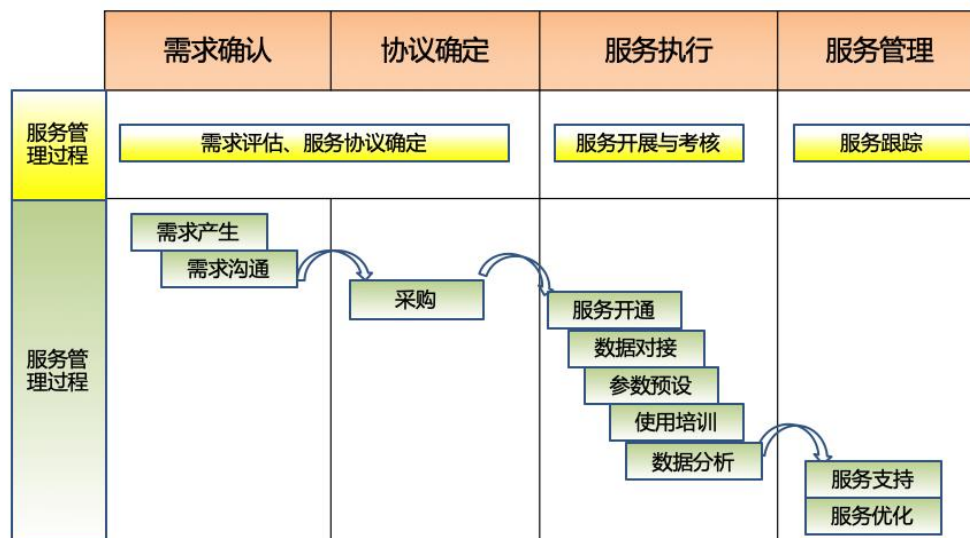 需求确认
协议确定
服务执行
服务管理
服务管
理过程
需求评估、服务协议确定
服务开展与考核
服务跟踪
服务管
理过程
需求产生
需求沟通
采购
服务开通
数据对接
参数预设
使用培训
数据分析
服务支持
服务优化